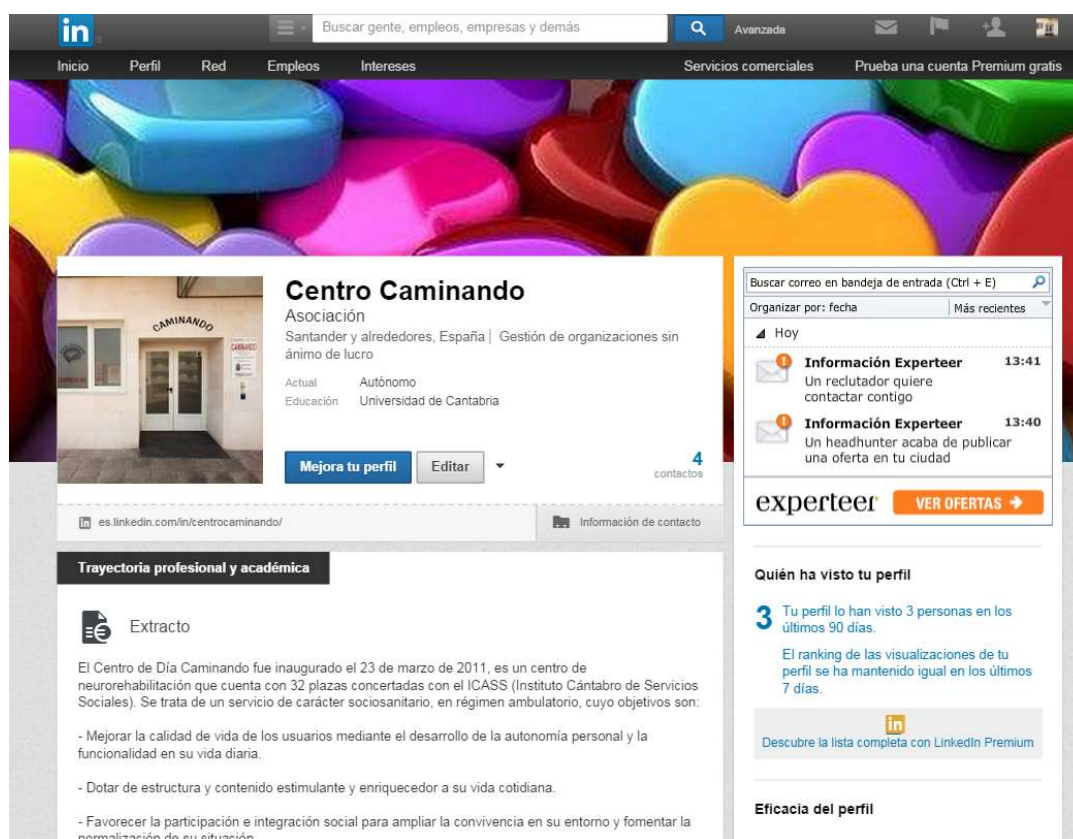 in
Buscar gente, empleos, empresas y demás
Avanzada
Inicio Perfil Red Empleos Intereses Servicios comerciales Prueba una cuenta Premium gratis
CAMINANDO
CAMINANDO
Centro Caminando
Asociación
Santander y alrededores, España | Gestión de organizaciones sin
ánimo de lucro
Actual Autónomo
Educación Universidad de Cantabria
Mejora tu perfil Editar
4
contactos
es.linkedin.com/in/centrocaminando/ Información de contacto
Trayectoria profesional y académica
Extracto
El Centro de Día Caminando fue inaugurado el 23 de marzo de 2011, es un centro de
neurorehabilitación que cuenta con 32 plazas concertadas con el ICASS (Instituto Cántabro de Servicios
Sociales). Se trata de un servicio de carácter sociosanitario, en régimen ambulatorio, cuyo objetivos son:
- Mejorar la calidad de vida de los usuarios mediante el desarrollo de la autonomía personal y la
funcionalidad en su vida diaria.
- Dotar de estructura y contenido estimulante y enriquecedor a su vida cotidiana.
- Favorecer la participación e integración social para ampliar la convivencia en su entorno y fomentar la
normalización de su situación
Buscar correo en bandeja de entrada (Ctrl + E)
Organizar por: fecha Más recientes
Hoy
Información Experteer 13:41
Un reclutador quiere
contactar contigo
Información Experteer 13:40
Un headhunter acaba de publicar
una oferta en tu ciudad
experteer VER OFERTAS
Quién ha visto tu perfil
3 Tu perfil lo han visto 3 personas en los
últimos 90 días.
El ranking de las visualizaciones de tu
perfil se ha mantenido igual en los últimos
7 días.
in
Descubre la lista completa con LinkedIn Premium
Eficacia del perfil